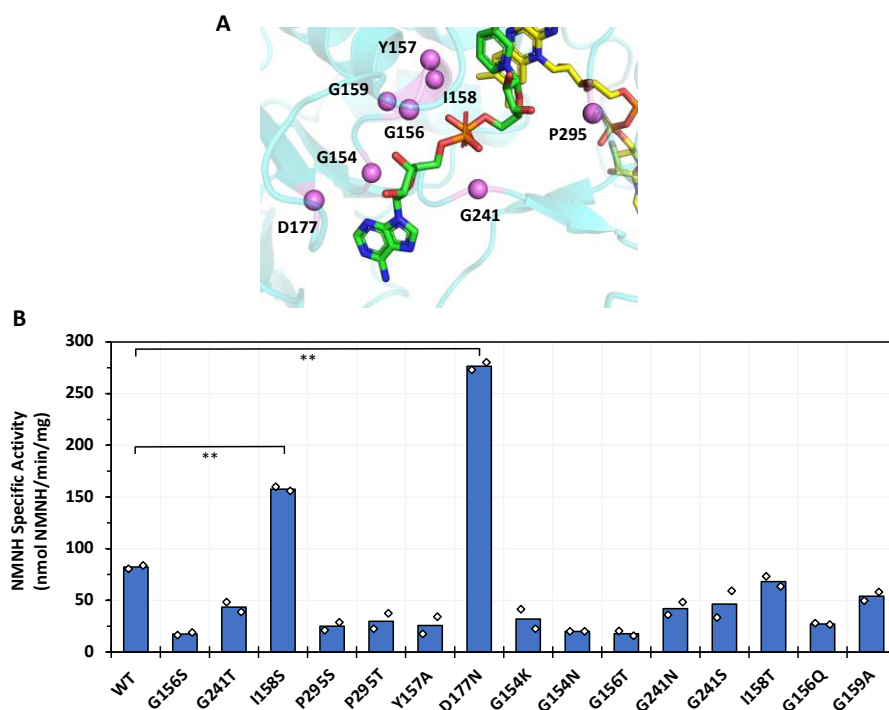 A
Y157
G159
I158
G156
P295
G154
G241
D177
B
NMNH Specific Activity
(nmol NMNH/min/mg)
300
250
200
150
100
50
0
**
**
WT
G156S
G241T
I158S
P295S
P295T
Y157A
D177N
G154K
G154N
G156T
G241N
G241S
I158T
G156Q
G159A